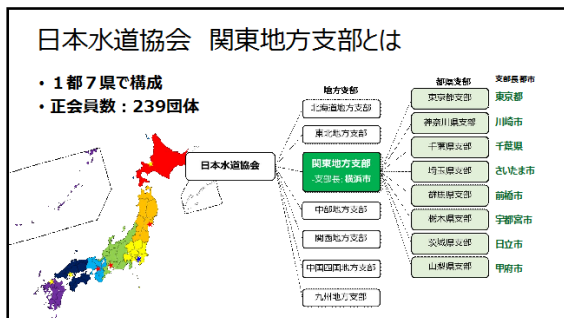 日本水道協会 関東地方支部とは
・１都７県で構成
・正会員数：239団体
地方支部
都県支部
支部長都市
日本水道協会
北海道地方支部
東北地方支部
関東地方支部
-支部長：横浜市
中部地方支部
関西地方支部
中国四国地方支部
九州地方支部
東京都支部 東京都
神奈川県支部 川崎市
千葉県支部 千葉県
埼玉県支部 さいたま市
群馬県支部 前橋市
栃木県支部 宇都宮市
茨城県支部 日立市
山梨県支部 甲府市